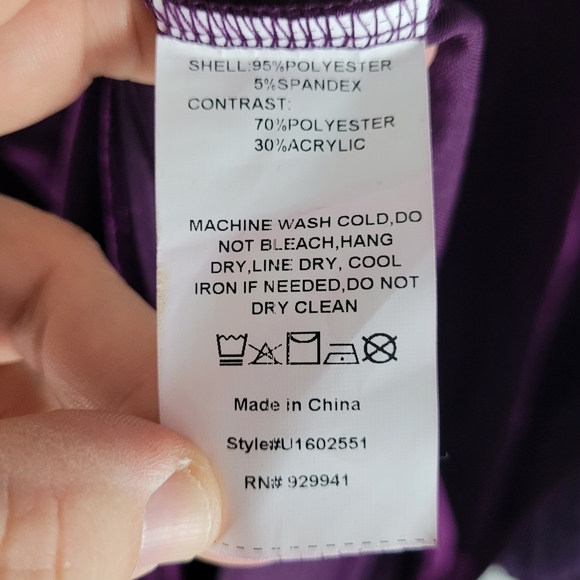 SHELL:95%POLYESTER
5%SPANDEX
CONTRAST:
70%POLYESTER
30%ACRYLIC
MACHINE WASH COLD,DO
NOT BLEACH,HANG
DRY,LINE DRY, COOL
IRON IF NEEDED,DO NOT
DRY CLEAN
Made in China
Style#U1602551
RN# 929941